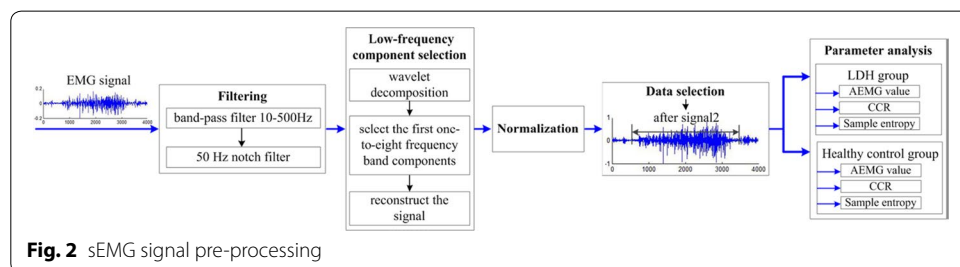 EMG signal
0.2
0
-0.2
0 1000 2000 3000 4000
Filtering
band-pass filter 10-500Hz
50 Hz notch filter
Low-frequency
component selection
wavelet
decomposition
select the first one-
to-eight frequency
band components
reconstruct the
signal
Normalization
Data selection
after signal2
1
0
-1
0 1000 2000 3000 4000
Parameter analysis
LDH group
AEMG value
CCR
Sample entropy
Healthy control group
AEMG value
CCR
Sample entropy
Fig. 2 sEMG signal pre-processing